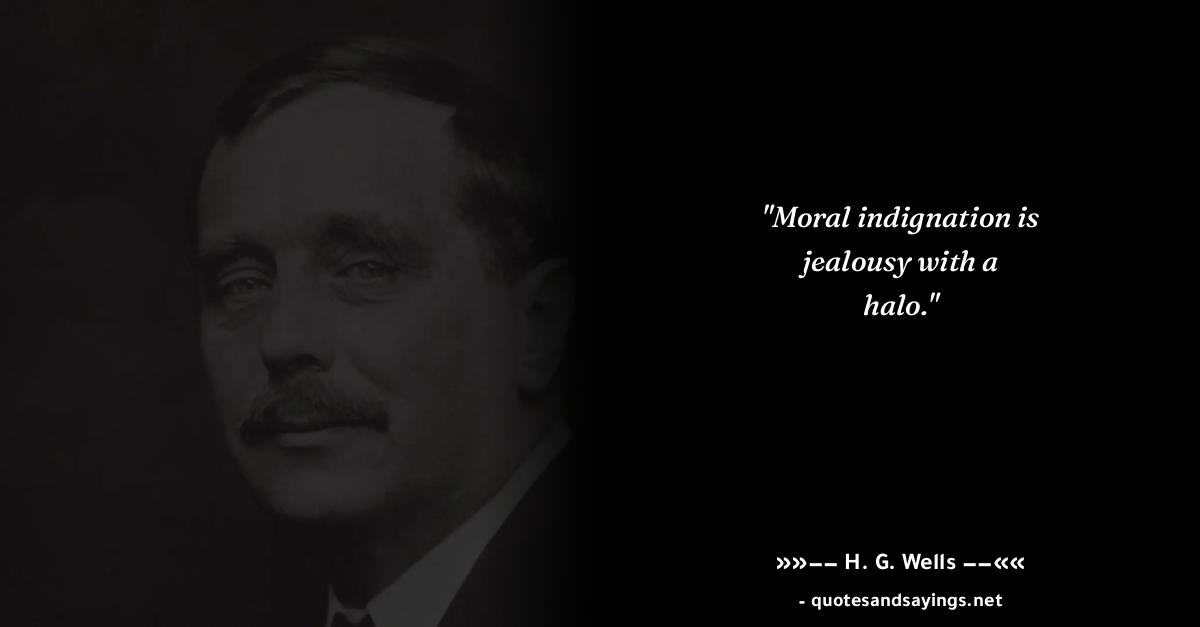 "Moral indignation is
jealousy with a
halo."
»»−− H. G. Wells −−««
- quotesandsayings.net